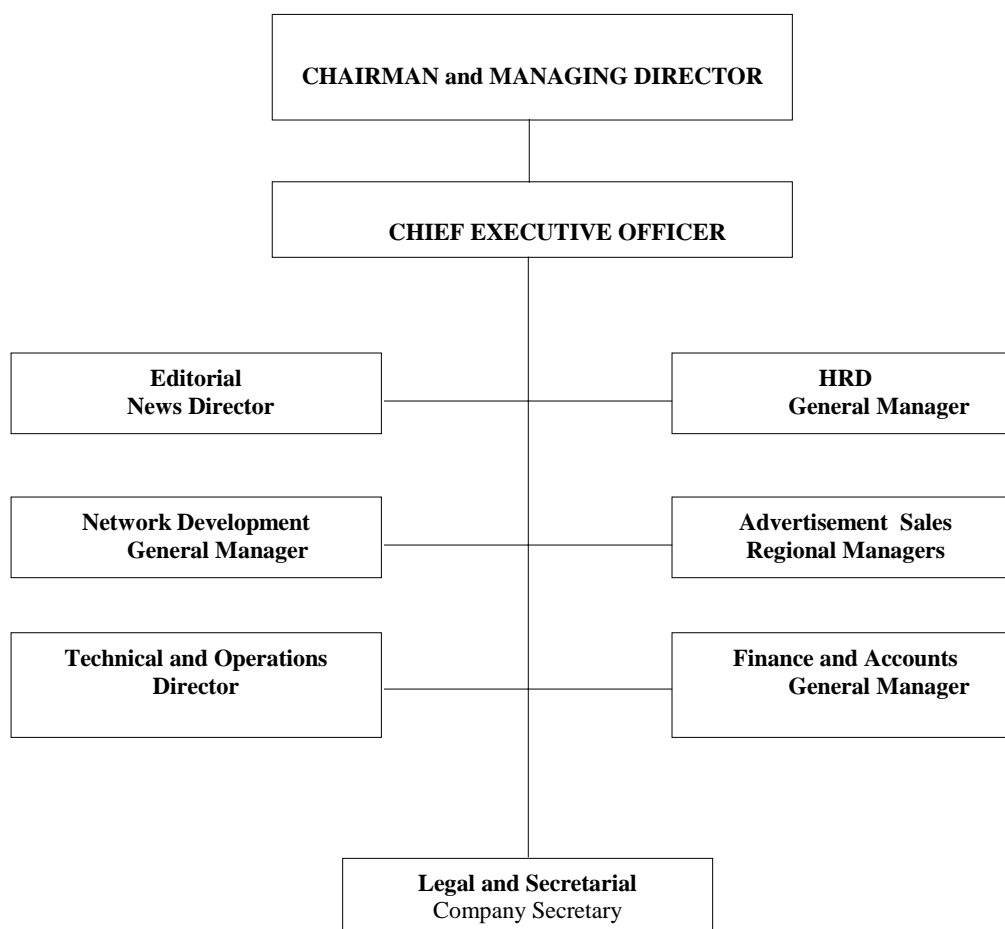 CHAIRMAN and MANAGING DIRECTOR
CHIEF EXECUTIVE OFFICER
Editorial
News Director
HRD
General Manager
Network Development
General Manager
Advertisement Sales
Regional Managers
Technical and Operations
Director
Finance and Accounts
General Manager
Legal and Secretarial
Company Secretary